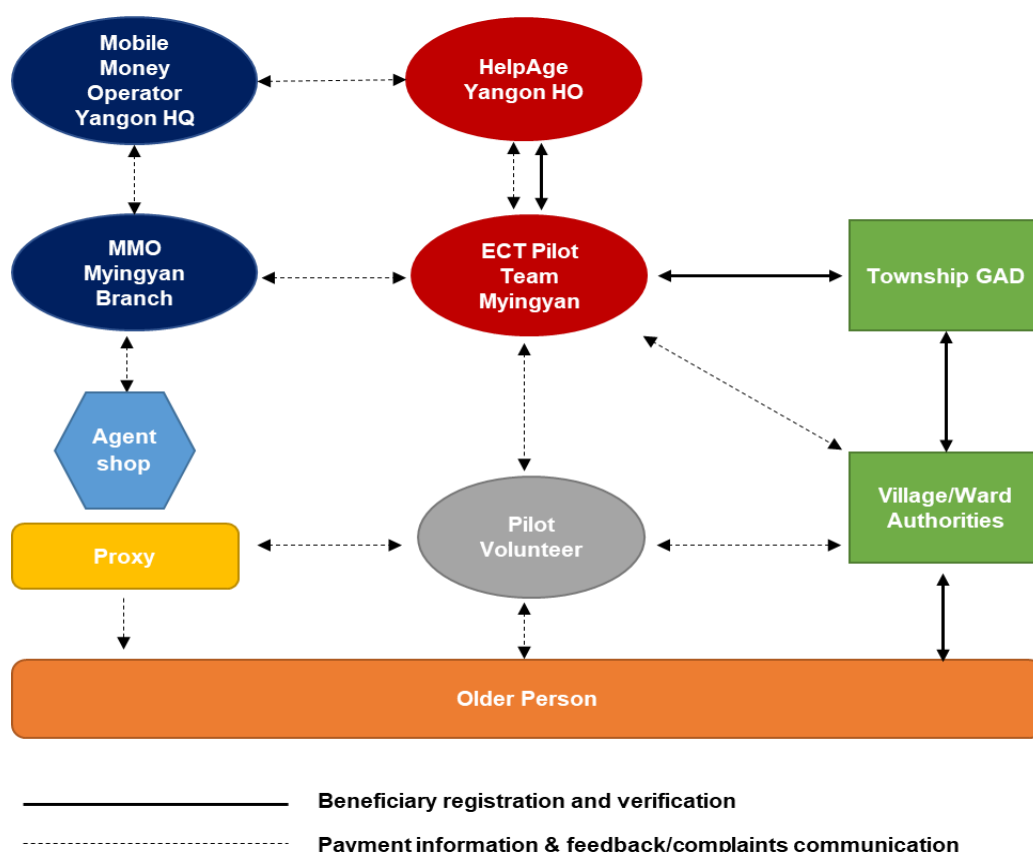 Mobile
Money
Operator
Yangon HQ
HelpAge
Yangon HO
MMO
Myingyan
Branch
ECT Pilot
Team
Myingyan
Township GAD
Agent
shop
Village/Ward
Authorities
Proxy
Pilot
Volunteer
Older Person
Beneficiary registration and verification
Payment information & feedback/complaints communication